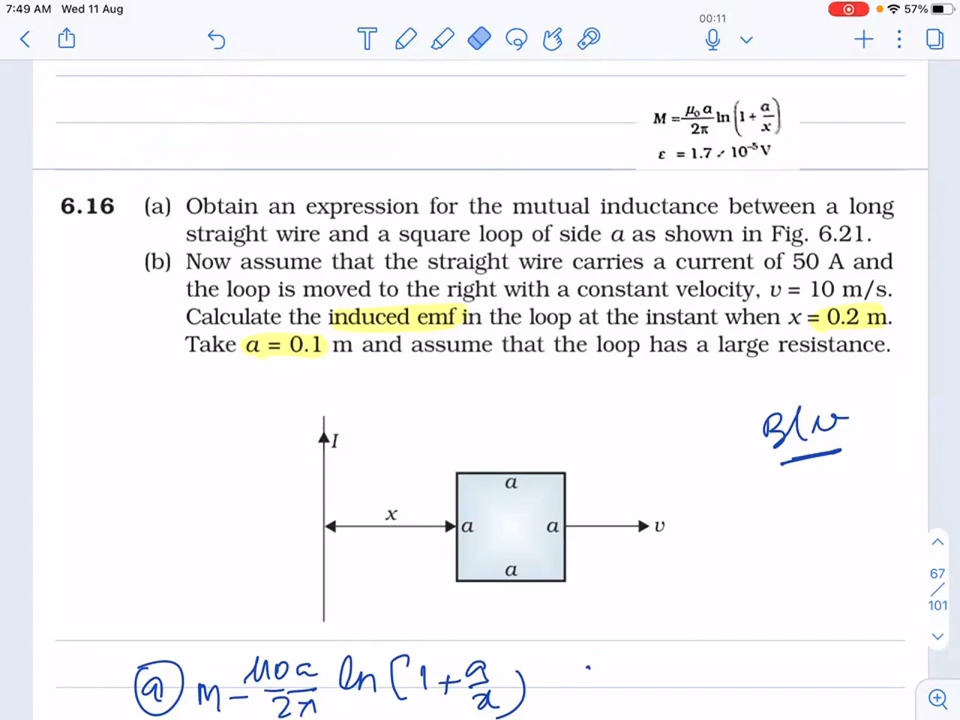 7:49 AM Wed 11 Aug
57%
00:11
M = μ₀a/2π ln(1 + a/x)
ε = 1.7 × 10⁻⁵ V
6.16 (a) Obtain an expression for the mutual inductance between a long
straight wire and a square loop of side a as shown in Fig. 6.21.
(b) Now assume that the straight wire carries a current of 50 A and
the loop is moved to the right with a constant velocity, v = 10 m/s.
Calculate the induced emf in the loop at the instant when x = 0.2 m.
Take a = 0.1 m and assume that the loop has a large resistance.
Blv
I
a
x
a a v
a
67
/
101
(a) M = μ₀a/2π ln(1 + a/x)